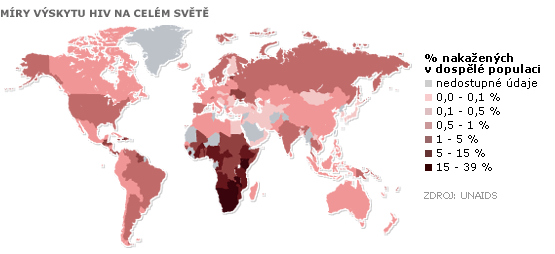 MÍRY VÝSKYTU HIV NA CELÉM SVĚTĚ
% nakažených
v dospělé populaci
nedostupné údaje
0,0 - 0,1 %
0,1 - 0,5 %
0,5 - 1 %
1 - 5 %
5 - 15 %
15 - 39 %
ZDROJ: UNAIDS